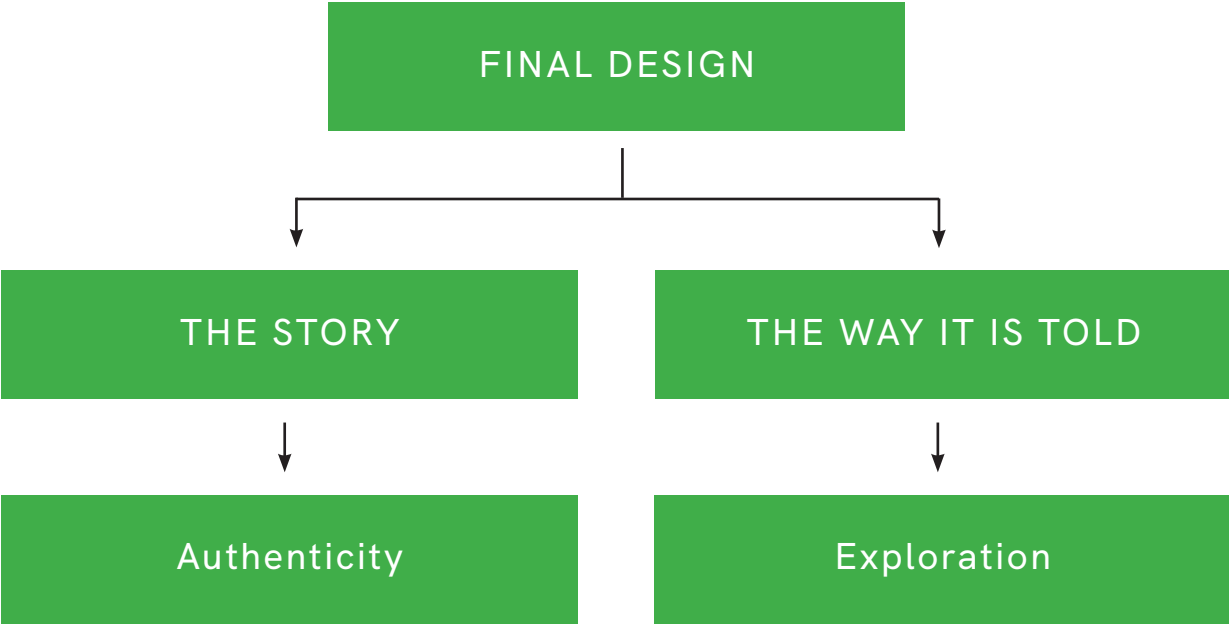 FINAL DESIGN
THE STORY
THE WAY IT IS TOLD
Authenticity
Exploration